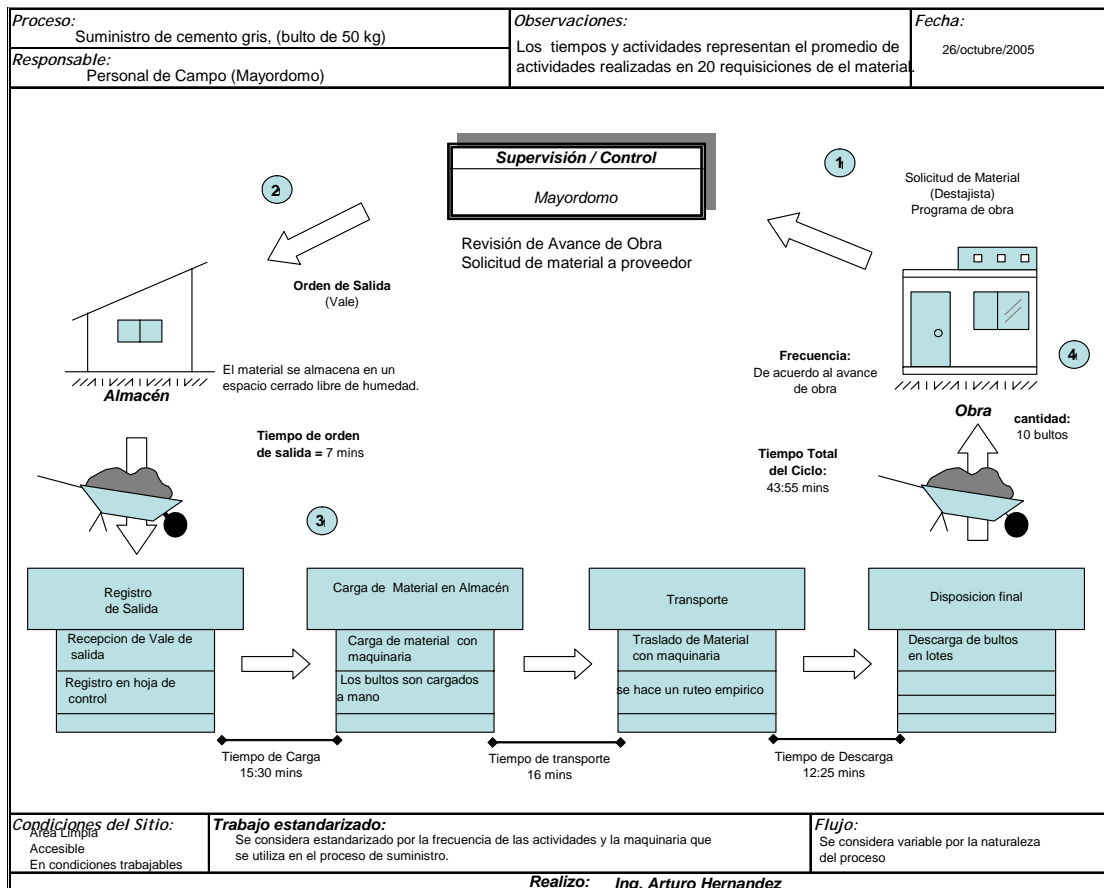 Proceso:
Suministro de cemento gris, (bulto de 50 kg)
Responsable:
Personal de Campo (Mayordomo)
Observaciones:
Los tiempos y actividades representan el promedio de
actividades realizadas en 20 requisiciones de el material.
Fecha:
26/octubre/2005
Supervisión / Control
Mayordomo
Revisión de Avance de Obra
Solicitud de material a proveedor
1
Solicitud de Material
(Destajista)
Programa de obra
2
Orden de Salida
(Vale)
El material se almacena en un
espacio cerrado libre de humedad.
Almacén
Frecuencia:
De acuerdo al avance
de obra
4
Obra
cantidad:
10 bultos
Tiempo de orden
de salida = 7 mins
Tiempo Total
del Ciclo:
43:55 mins
3
Registro
de Salida
Recepcion de Vale de
salida
Registro en hoja de
control
Carga de Material en Almacén
Carga de material con
maquinaria
Los bultos son cargados
a mano
Transporte
Traslado de Material
con maquinaria
se hace un ruteo empirico
Disposicion final
Descarga de bultos
en lotes
Tiempo de Carga
15:30 mins
Tiempo de transporte
16 mins
Tiempo de Descarga
12:25 mins
Condiciones del Sitio:
Area Limpia
Accesible
En condiciones trabajables
Trabajo estandarizado:
Se considera estandarizado por la frecuencia de las actividades y la maquinaria que
se utiliza en el proceso de suministro.
Flujo:
Se considera variable por la naturaleza
del proceso
Realizo: Ing. Arturo Hernandez